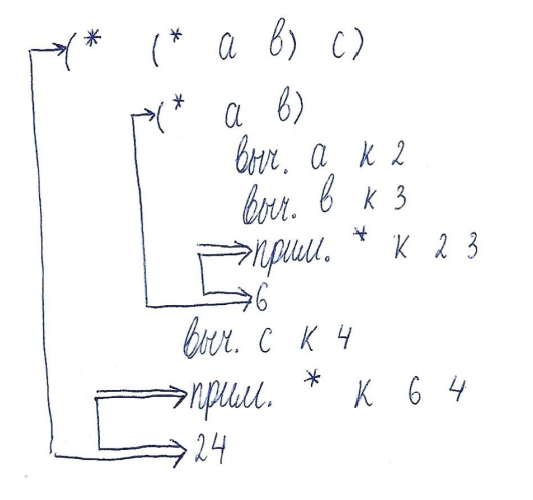 (* (* а в) с)
(* а в)
выч. а к 2
выч. в к 3
прим. * к 2 3
6
выч. с к 4
прим. * к 6 4
24